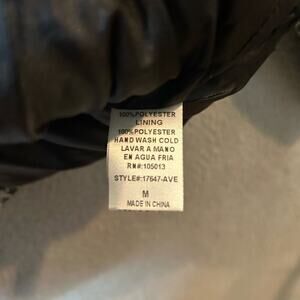 100%POLYESTER
LINING
100%POLYESTER
HAND WASH COLD
LAVAR A MANO
EN AGUA FRIA
RN#:105013
STYLE#:17647-AVE
M
MADE IN CHINA